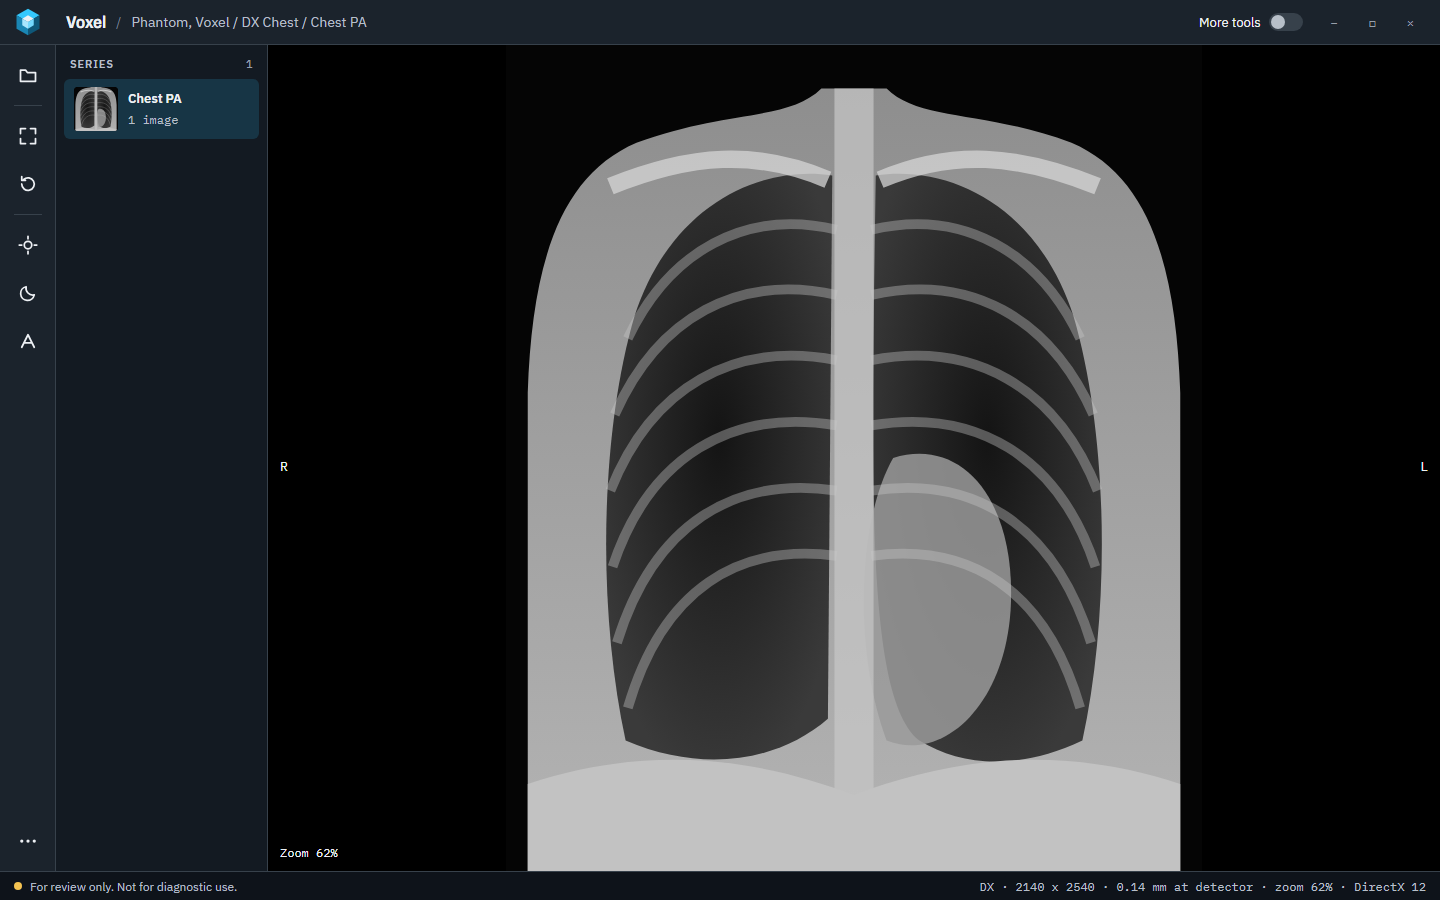 Voxel / Phantom, Voxel / DX Chest / Chest PA
More tools
SERIES 1
Chest PA
1 image
R
L
Zoom 62%
For review only. Not for diagnostic use.
DX · 2140 x 2540 · 0.14 mm at detector · zoom 62% · DirectX 12